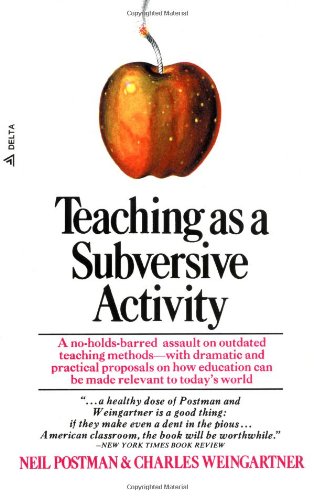 DELTA
Teaching as a
Subversive
Activity
A no-holds-barred assault on outdated
teaching methods—with dramatic and
practical proposals on how education can
be made relevant to today's world
“...a healthy dose of Postman and
Weingartner is a good thing:
if they make even a dent in the pious...
American classroom, the book will be worthwhile.”
—NEW YORK TIMES BOOK REVIEW
NEIL POSTMAN & CHARLES WEINGARTNER